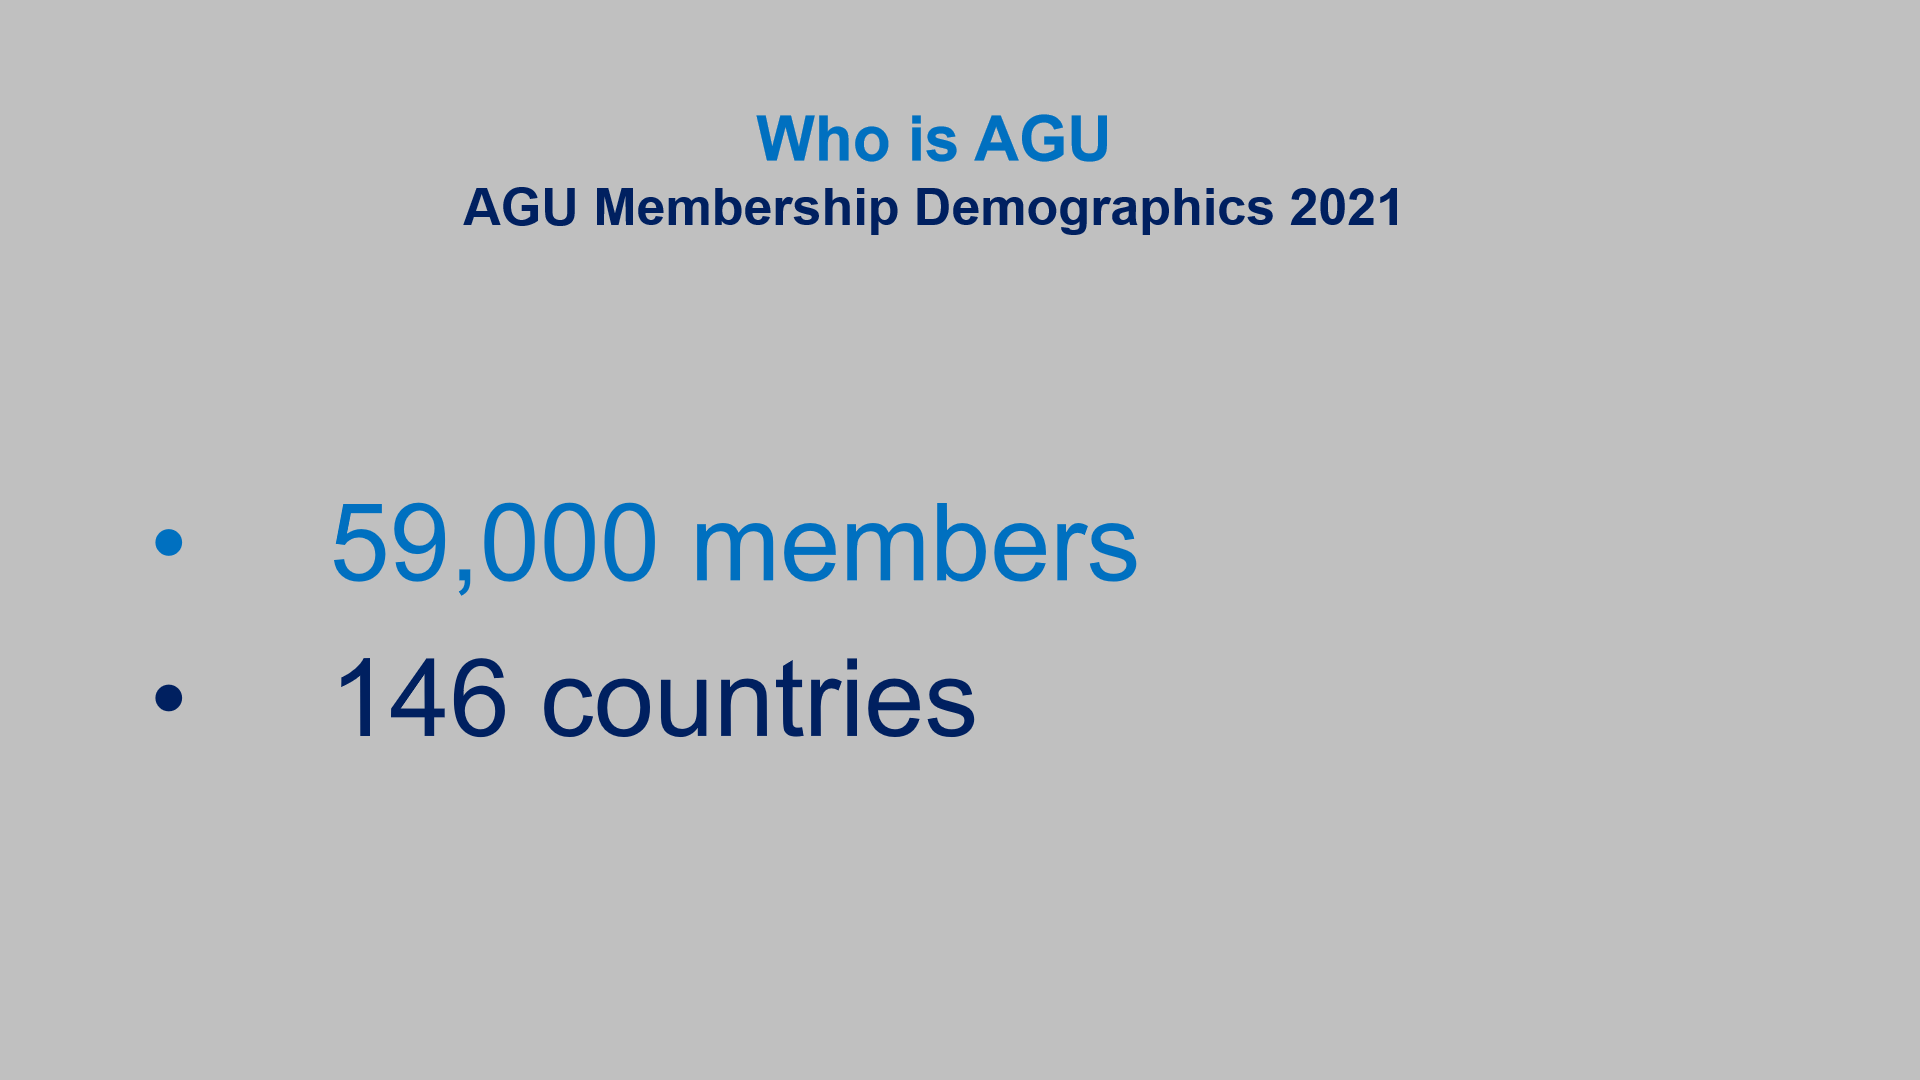 Who is AGU
AGU Membership Demographics 2021
• 59,000 members
• 146 countries